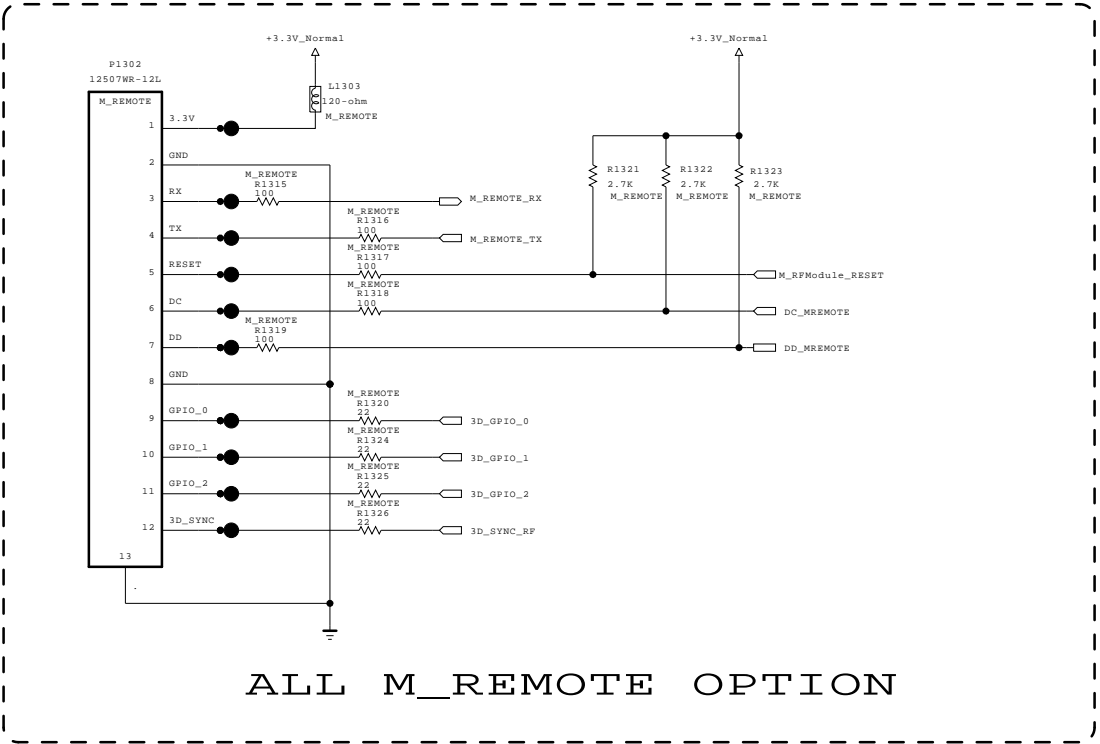 +3.3V_Normal
+3.3V_Normal
P1302
12507WR-12L
M_REMOTE
L1303
120-ohm
M_REMOTE
1
3.3V
2
GND
M_REMOTE
R1315
100
3
RX
M_REMOTE_RX
R1321
2.7K
M_REMOTE
R1322
2.7K
M_REMOTE
R1323
2.7K
M_REMOTE
M_REMOTE
R1316
100
4
TX
M_REMOTE_TX
M_REMOTE
R1317
100
5
RESET
M_RFModule_RESET
M_REMOTE
R1318
100
6
DC
DC_MREMOTE
M_REMOTE
R1319
100
7
DD
DD_MREMOTE
8
GND
M_REMOTE
R1320
22
9
GPIO_0
3D_GPIO_0
M_REMOTE
R1324
22
10
GPIO_1
3D_GPIO_1
M_REMOTE
R1325
22
11
GPIO_2
3D_GPIO_2
M_REMOTE
R1326
22
12
3D_SYNC
3D_SYNC_RF
13
.
ALL M_REMOTE OPTION